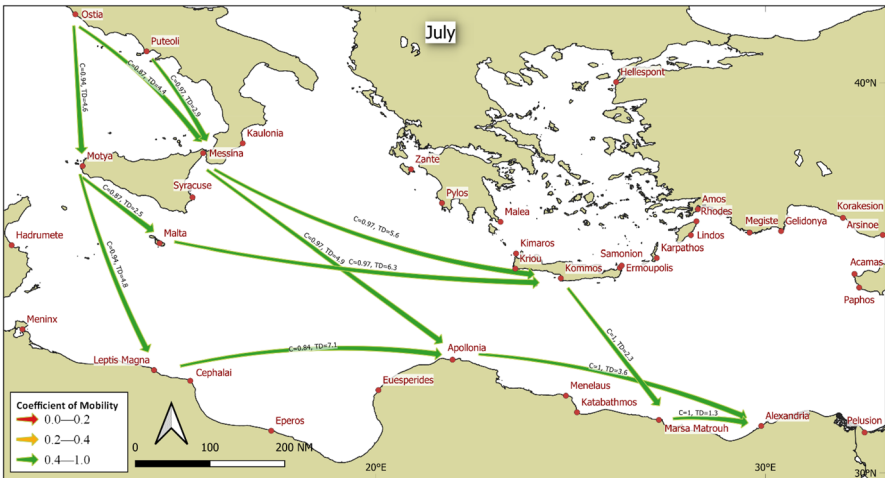 July
Ostia
Puteoli
Hellespont
40°N
C=0.94, TD=4.6
C=0.87, TD=4.4
C=0.97, TD=2.9
Kaulonia
Motya
Messina
Zante
Syracuse
Pylos
Amos
Rhodes
Korakesion
C=0.87, TD=2.5
Malea
Megiste
Gelidonya
Arsinoe
Malta
Lindos
Hadrumete
C=0.97, TD=5.6
Kimaros
Karpathos
C=0.94, TD=4.8
C=0.97, TD=4.9
C=0.97, TD=6.3
Kriou
Samonion
Ermoupolis
Acamas
Kommos
Paphos
Meninx
C=1, TD=2.3
Leptis Magna
C=0.84, TD=7.1
Apollonia
Cephalai
C=1, TD=3.6
Euesperides
Menelaus
Coefficient of Mobility
Katabathmos
C=1, TD=1.3
0.0—0.2
Eperos
Marsa Matrouh
Alexandria
Pelusion
0.2—0.4
0.4—1.0
0 100 200 NM
20°E
30°E
30°N